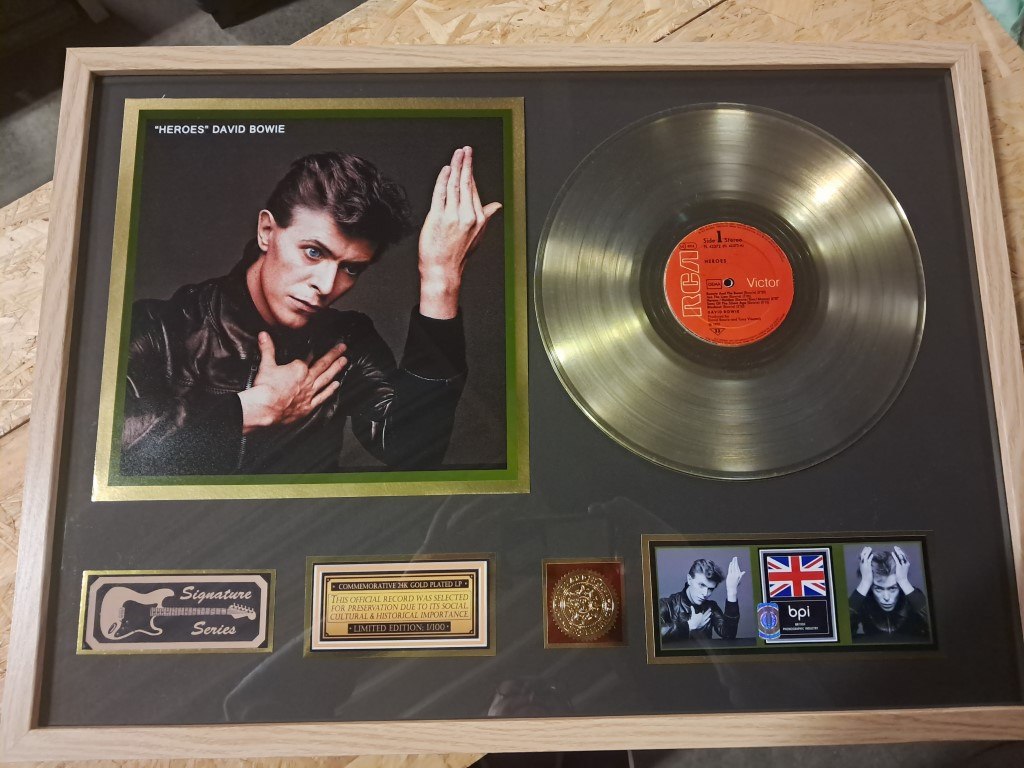 "HEROES" DAVID BOWIE
Side 1 Stereo
HEROES
RCA
GEMA
Victor
DAVID BOWIE
Signature
Series
· COMMEMORATIVE 24K GOLD PLATED LP ·
THIS OFFICIAL RECORD WAS SELECTED
FOR PRESERVATION DUE TO ITS SOCIAL,
CULTURAL & HISTORICAL IMPORTANCE.
· LIMITED EDITION: 1/100 ·
bpi
BRITISH
PHONOGRAPHIC INDUSTRY